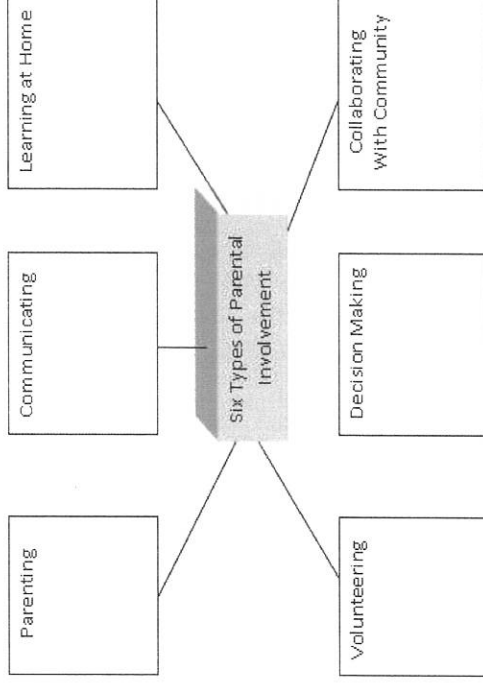 Parenting
Communicating
Learning at Home
Six Types of Parental
Involvement
Volunteering
Decision Making
Collaborating
With Community